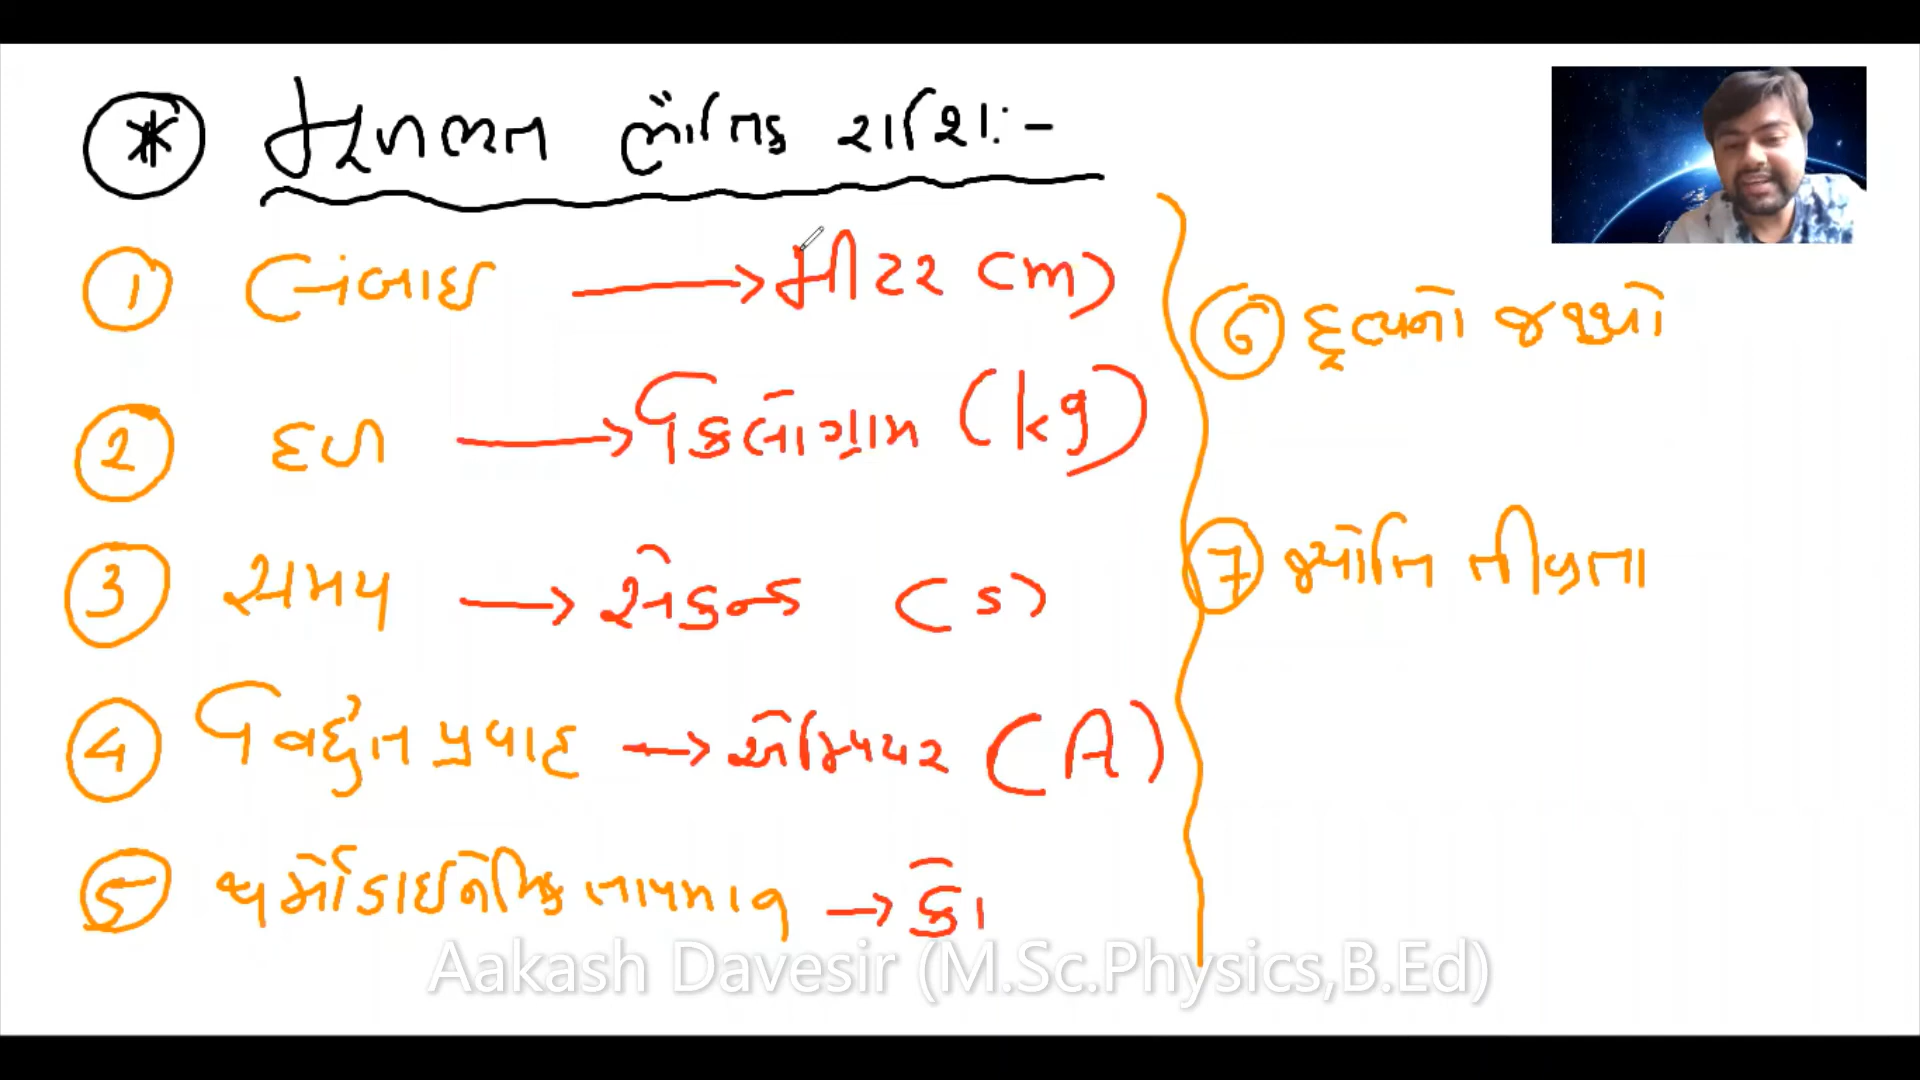 * મૂળભૂત ભૌતિક રાશિ :-
1 લંબાઇ → મીટર (m)
2 દળ → કિલોગ્રામ (kg)
3 સમય → સેકન્ડ (s)
4 વિદ્યુત પ્રવાહ → એમ્પિયર (A)
5 થર્મોડાઇનેમિક તાપમાન → કે
6 દ્રવ્યનો જથ્થો
7 જ્યોતિ તીવ્રતા
Aakash Davesir (M.Sc.Physics,B.Ed)